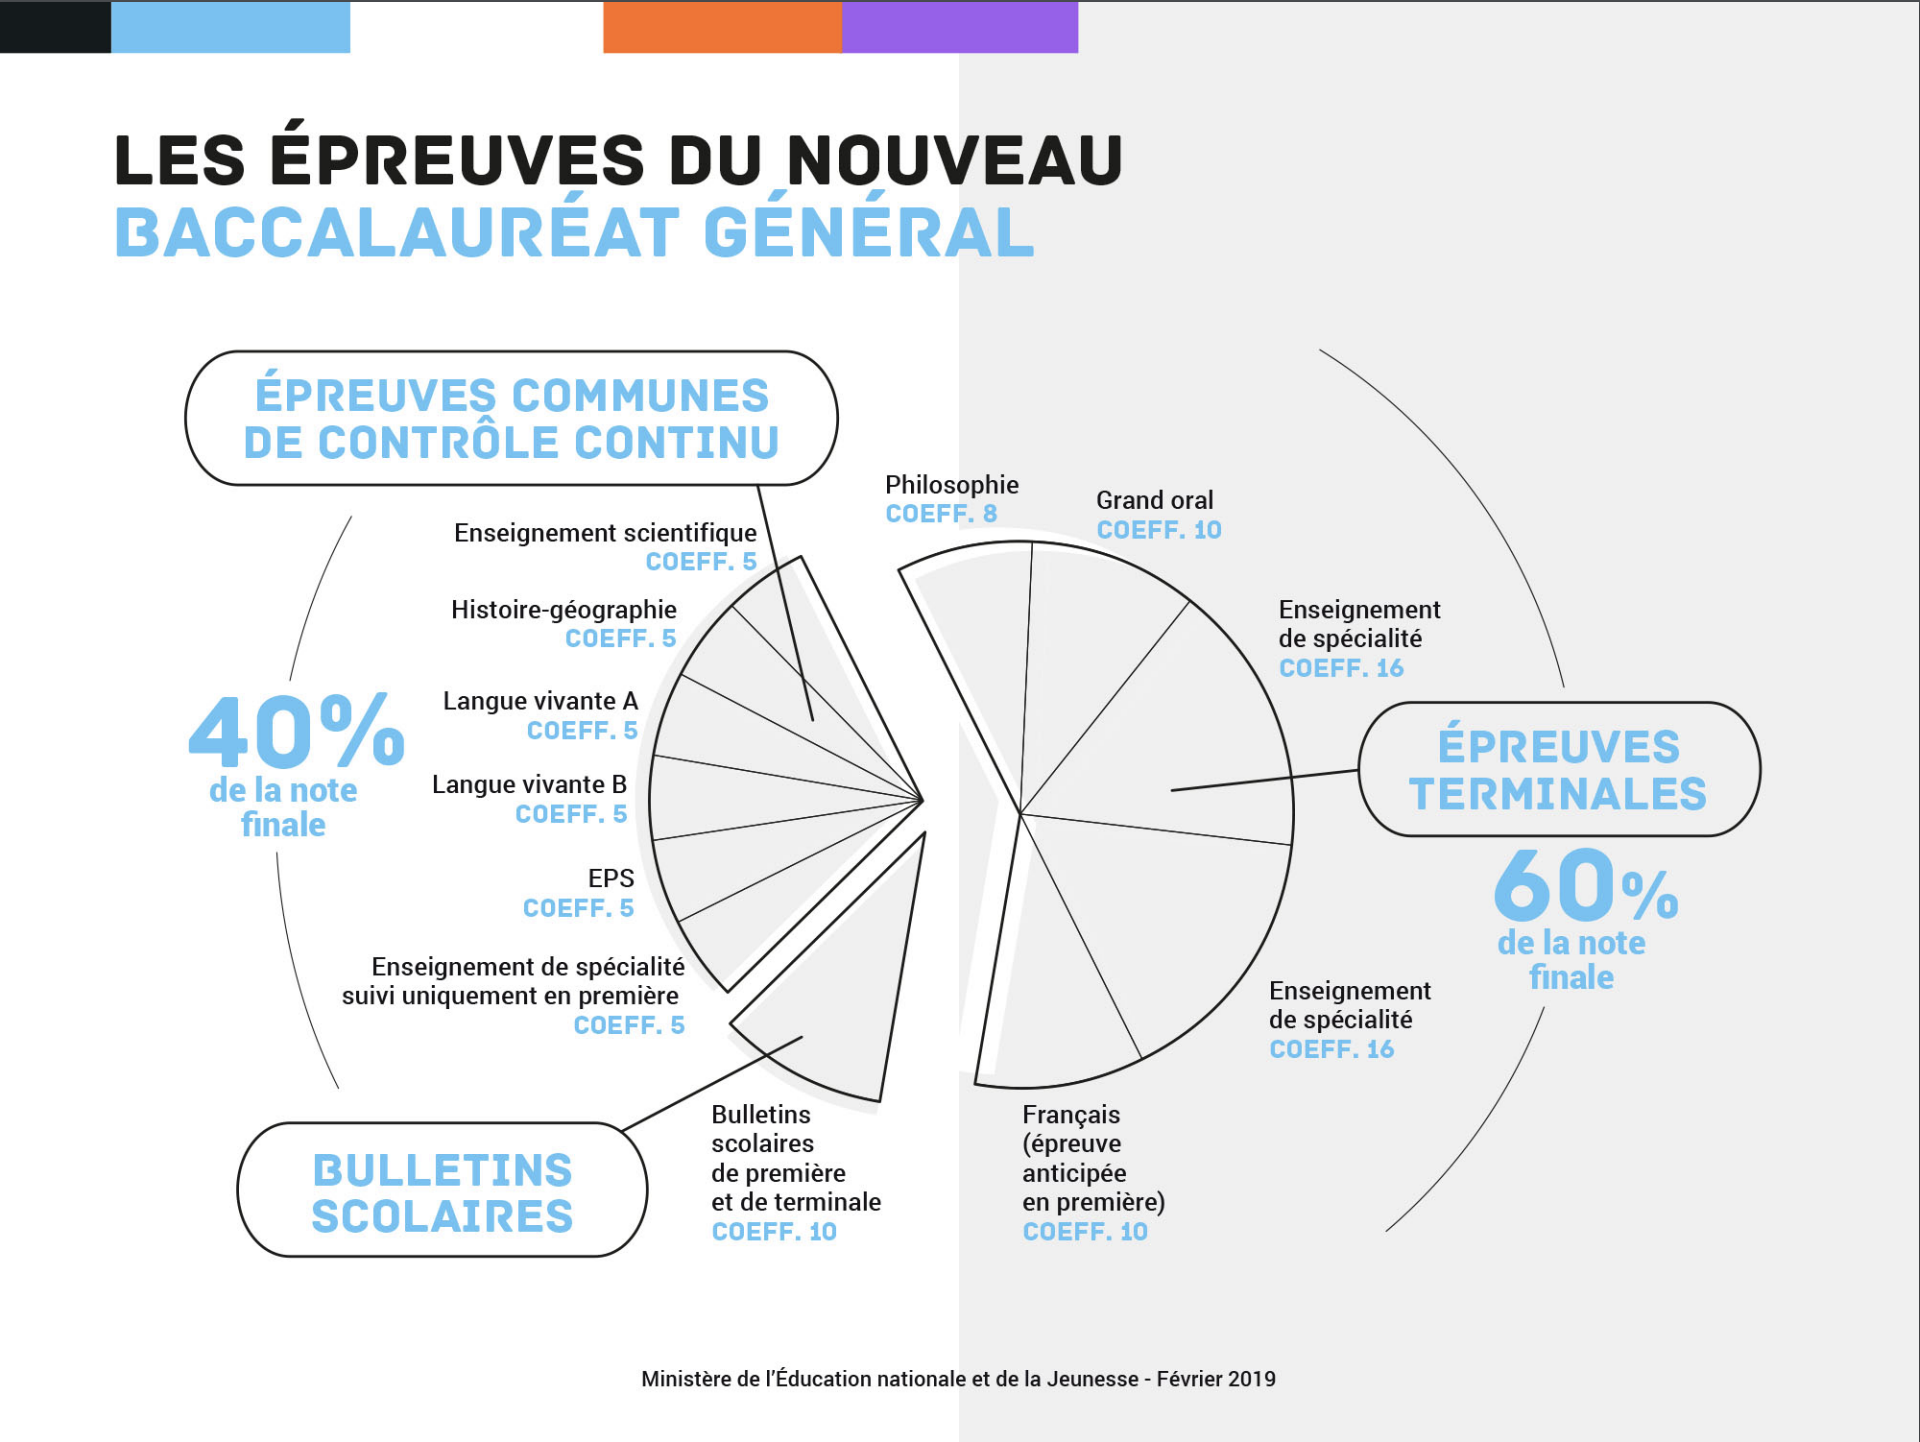 LES ÉPREUVES DU NOUVEAU
BACCALAURÉAT GÉNÉRAL
ÉPREUVES COMMUNES
DE CONTRÔLE CONTINU
Enseignement scientifique
COEFF. 5
Histoire-géographie
COEFF. 5
Langue vivante A
COEFF. 5
Langue vivante B
COEFF. 5
EPS
COEFF. 5
Enseignement de spécialité
suivi uniquement en première
COEFF. 5
40%
de la note
finale
BULLETINS
SCOLAIRES
Bulletins
scolaires
de première
et de terminale
COEFF. 10
Philosophie
COEFF. 8
Grand oral
COEFF. 10
Enseignement
de spécialité
COEFF. 16
ÉPREUVES
TERMINALES
60%
de la note
finale
Enseignement
de spécialité
COEFF. 16
Français
(épreuve
anticipée
en première)
COEFF. 10
Ministère de l'Éducation nationale et de la Jeunesse - Février 2019